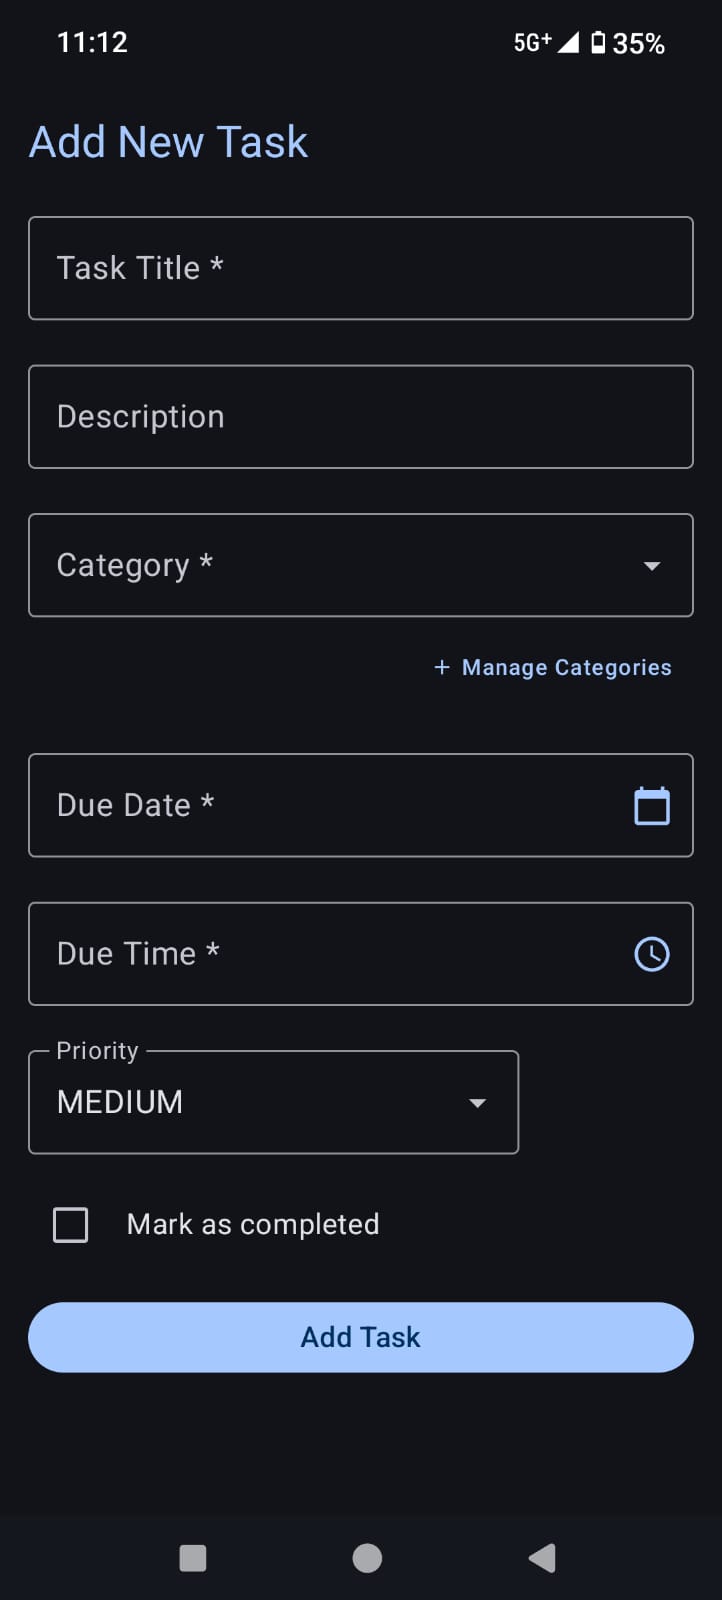 11:12 5G+ 35%
Add New Task
Task Title *
Description
Category *
+ Manage Categories
Due Date *
Due Time *
Priority
MEDIUM
Mark as completed
Add Task